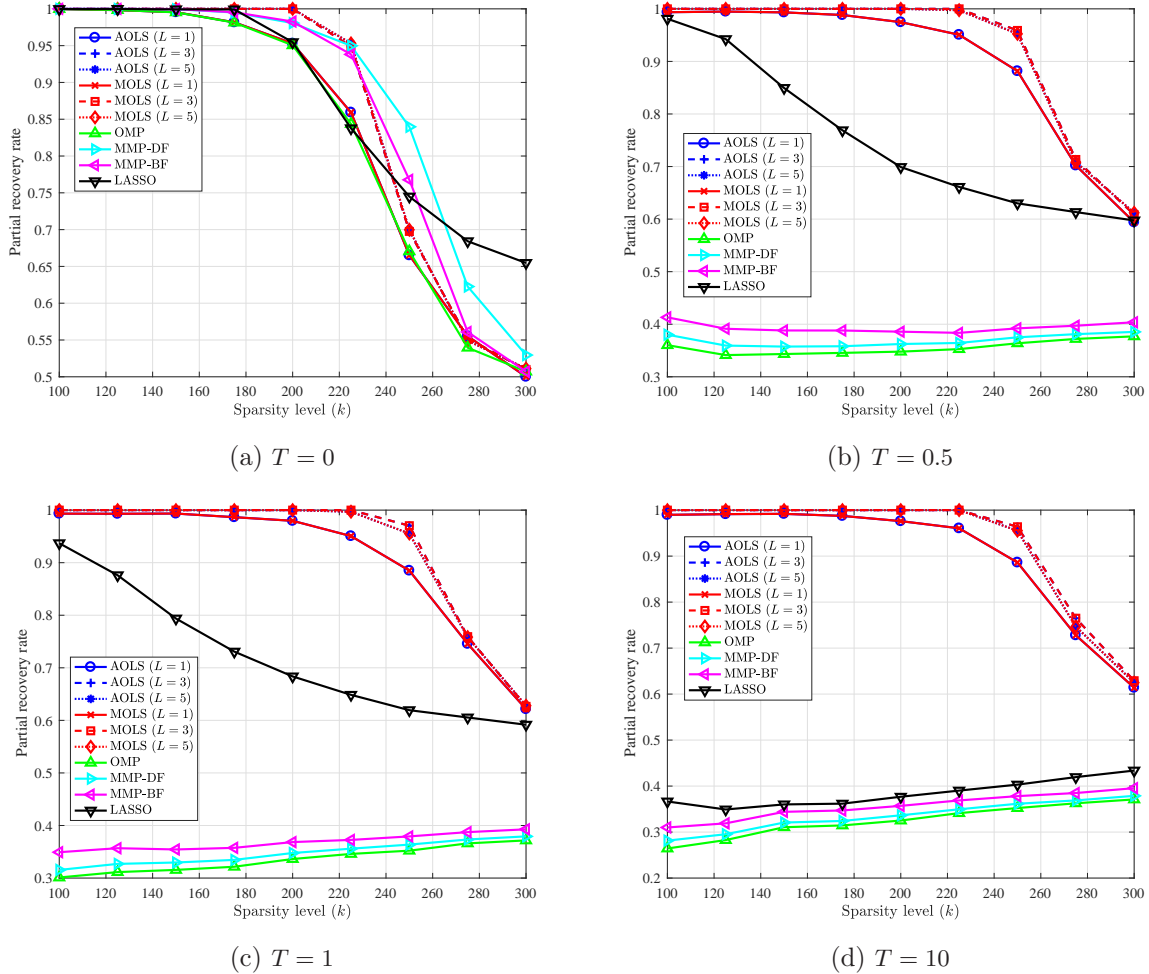 1
0.95
0.9
0.85
0.8
0.75
0.7
0.65
0.6
0.55
0.5
Partial recovery rate
AOLS (L = 1)
AOLS (L = 3)
AOLS (L = 5)
MOLS (L = 1)
MOLS (L = 3)
MOLS (L = 5)
OMP
MMP-DF
MMP-BF
LASSO
100 120 140 160 180 200 220 240 260 280 300
Sparsity level (k)
(a) T = 0
1
0.9
0.8
0.7
0.6
0.5
0.4
0.3
Partial recovery rate
AOLS (L = 1)
AOLS (L = 3)
AOLS (L = 5)
MOLS (L = 1)
MOLS (L = 3)
MOLS (L = 5)
OMP
MMP-DF
MMP-BF
LASSO
100 120 140 160 180 200 220 240 260 280 300
Sparsity level (k)
(b) T = 0.5
1
0.9
0.8
0.7
0.6
0.5
0.4
0.3
Partial recovery rate
AOLS (L = 1)
AOLS (L = 3)
AOLS (L = 5)
MOLS (L = 1)
MOLS (L = 3)
MOLS (L = 5)
OMP
MMP-DF
MMP-BF
LASSO
100 120 140 160 180 200 220 240 260 280 300
Sparsity level (k)
(c) T = 1
1
0.9
0.8
0.7
0.6
0.5
0.4
0.3
0.2
Partial recovery rate
AOLS (L = 1)
AOLS (L = 3)
AOLS (L = 5)
MOLS (L = 1)
MOLS (L = 3)
MOLS (L = 5)
OMP
MMP-DF
MMP-BF
LASSO
100 120 140 160 180 200 220 240 260 280 300
Sparsity level (k)
(d) T = 10